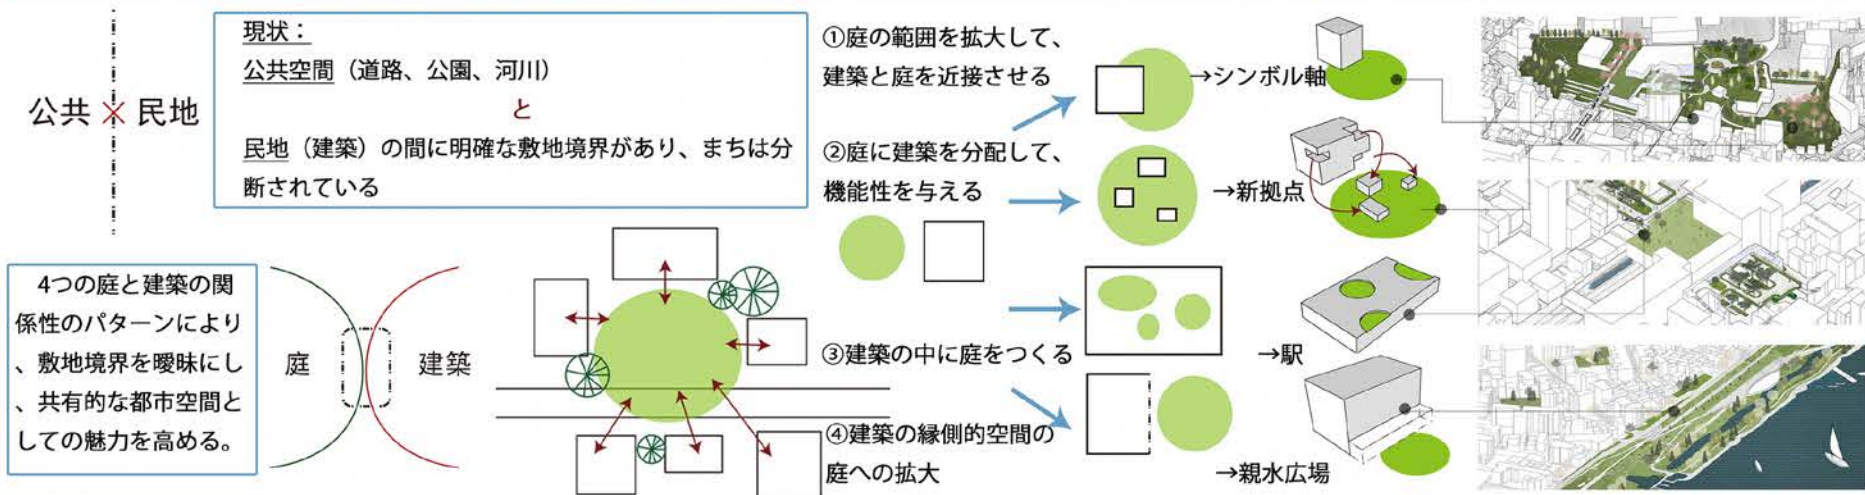 公共×民地
現状：
公共空間（道路、公園、河川）
と
民地（建築）の間に明確な敷地境界があり、まちは分
断されている
4つの庭と建築の関
係性のパターンにより
、敷地境界を曖昧にし
、共有的な都市空間と
しての魅力を高める。
庭
建築
①庭の範囲を拡大して、
建築と庭を近接させる
→シンボル軸
②庭に建築を分配して、
機能性を与える
→新拠点
③建築の中に庭をつくる
→駅
④建築の縁側的空間の
庭への拡大
→親水広場